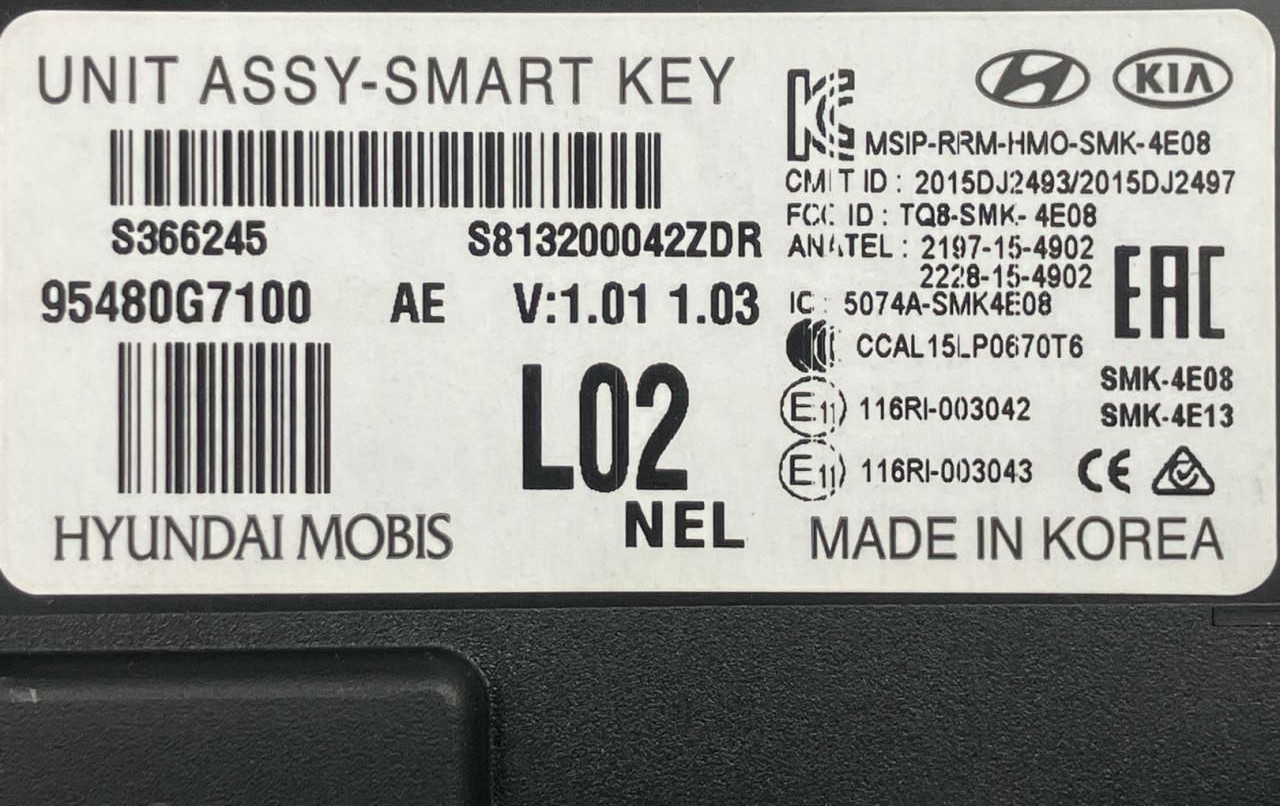 UNIT ASSY-SMART KEY
S366245 S813200042ZDR
95480G7100 AE V:1.01 1.03
L02
NEL
HYUNDAI MOBIS
KIA
MSIP-RRM-HMO-SMK-4E08
CMIT ID : 2015DJ2493/2015DJ2497
FCC ID : TQ8-SMK- 4E08
ANATEL : 2197-15-4902
2228-15-4902
IC : 5074A-SMK4E08
CCAL15LP0670T6
EAC
SMK-4E08
SMK-4E13
E11 116RI-003042
E11 116RI-003043
CE
MADE IN KOREA